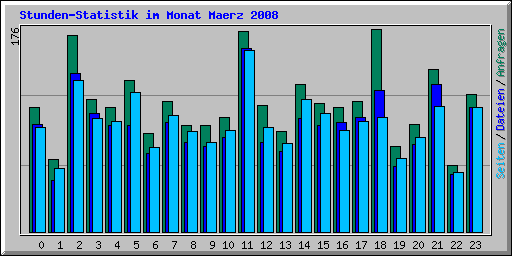 Stunden-Statistik im Monat Maerz 2008
176
Seiten / Dateien / Anfragen
0 1 2 3 4 5 6 7 8 9 10 11 12 13 14 15 16 17 18 19 20 21 22 23